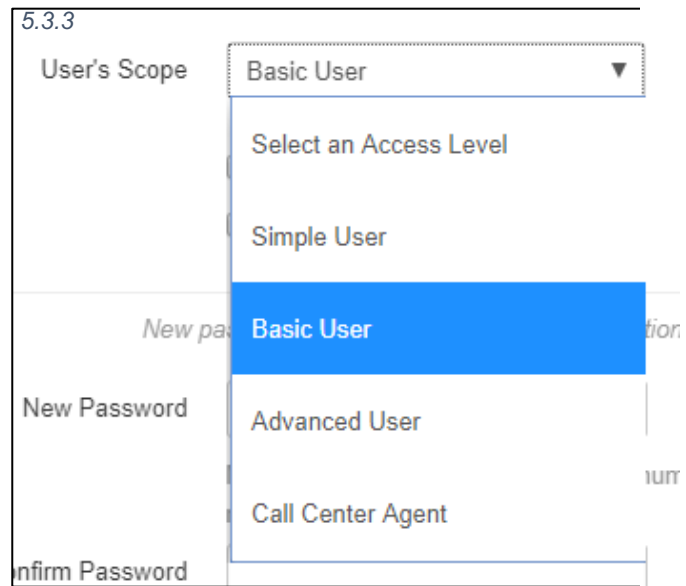 5.3.3
User's Scope Basic User ▼
Select an Access Level
Simple User
Basic User
New
New Password
Advanced User
Call Center Agent
Password